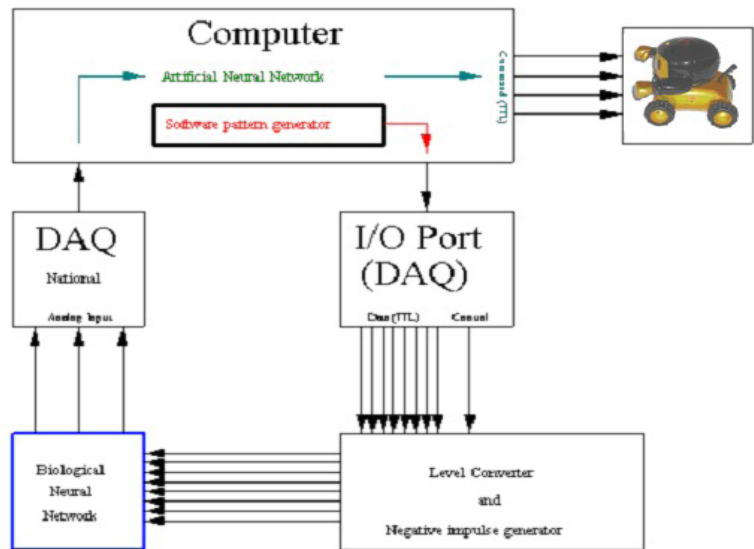 Computer
Artificial Neural Network
Software pattern generator
Command (TTL)
DAQ
National
Analog Input
I/O Port
(DAQ)
Data (TTL)
Biological
Neural
Network
Level Converter
and
Negative impulse generator